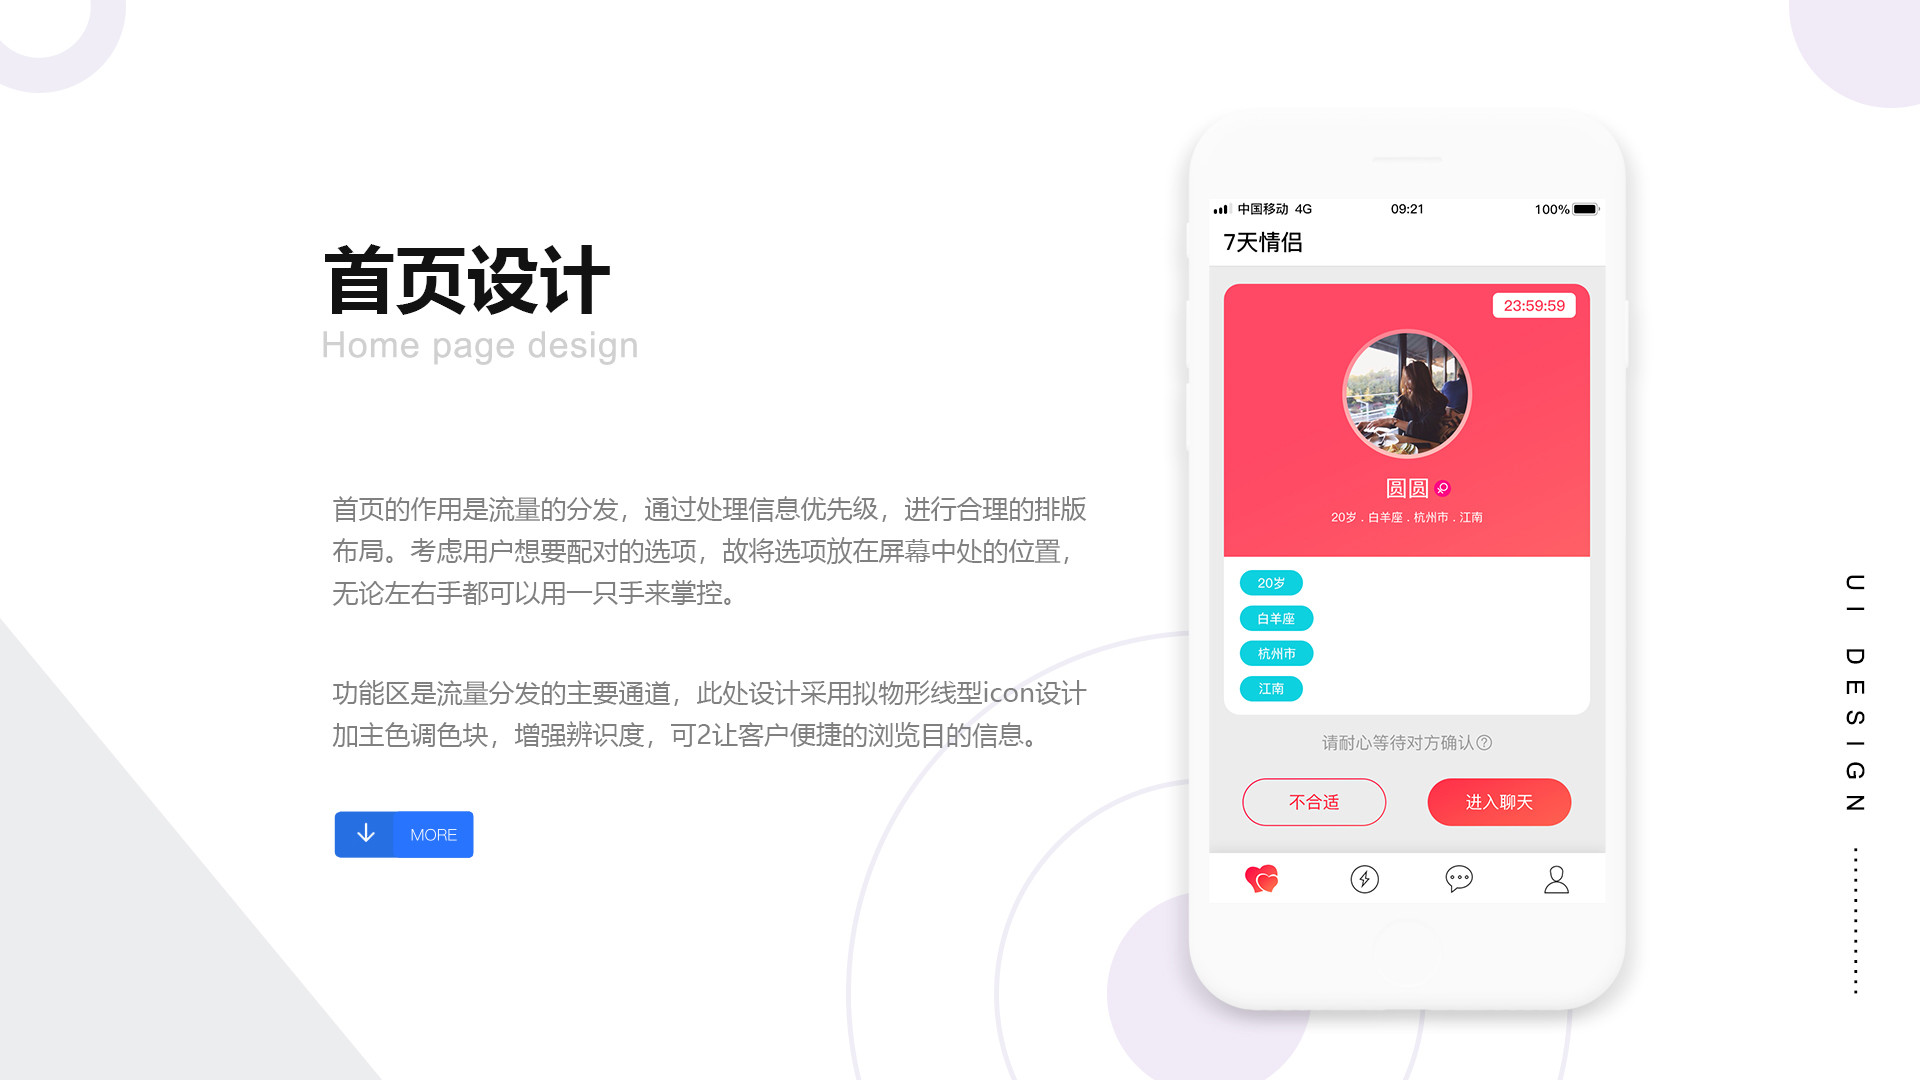 首页设计
Home page design
首页的作用是流量的分发，通过处理信息优先级，进行合理的排版
布局。考虑用户想要配对的选项，故将选项放在屏幕中处的位置，
无论左右手都可以用一只手来掌控。
功能区是流量分发的主要通道，此处设计采用拟物形线型icon设计
加主色调色块，增强辨识度，可2让客户便捷的浏览目的信息。
MORE
中国移动 4G 09:21 100%
7天情侣
23:59:59
圆圆
20岁 . 白羊座 . 杭州市 . 江南
20岁
白羊座
杭州市
江南
请耐心等待对方确认?
不合适 进入聊天
UI DESIGN